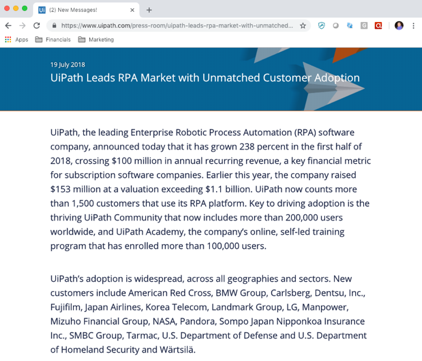 (2) New Messages!
https://www.uipath.com/press-room/uipath-leads-rpa-market-with-unmatched...
Apps Financials Marketing
19 July 2018
UiPath Leads RPA Market with Unmatched Customer Adoption
UiPath, the leading Enterprise Robotic Process Automation (RPA) software
company, announced today that it has grown 238 percent in the first half of
2018, crossing $100 million in annual recurring revenue, a key financial metric
for subscription software companies. Earlier this year, the company raised
$153 million at a valuation exceeding $1.1 billion. UiPath now counts more
than 1,500 customers that use its RPA platform. Key to driving adoption is the
thriving UiPath Community that now includes more than 200,000 users
worldwide, and UiPath Academy, the company's online, self-led training
program that has enrolled more than 100,000 users.
UiPath's adoption is widespread, across all geographies and sectors. New
customers include American Red Cross, BMW Group, Carlsberg, Dentsu, Inc.,
Fujifilm, Japan Airlines, Korea Telecom, Landmark Group, LG, Manpower,
Mizuho Financial Group, NASA, Pandora, Sompo Japan Nipponkoa Insurance
Inc., SMBC Group, Tarmac, U.S. Department of Defense and U.S. Department
of Homeland Security and Wärtsilä.